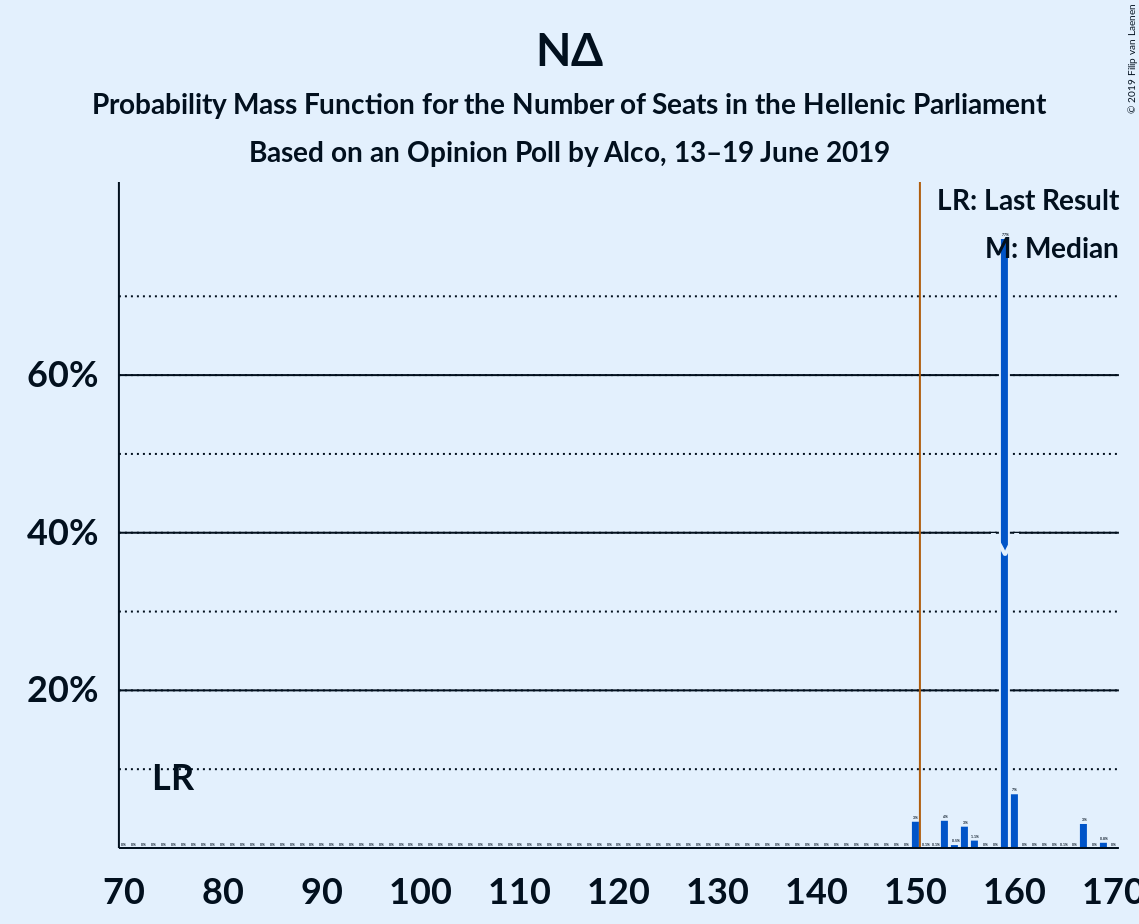 © 2019 Filip van Laenen
ΝΔ
Probability Mass Function for the Number of Seats in the Hellenic Parliament
Based on an Opinion Poll by Alco, 13–19 June 2019
LR: Last Result
M: Median
60%
40%
20%
LR
70 80 90 100 110 120 130 140 150 160 170